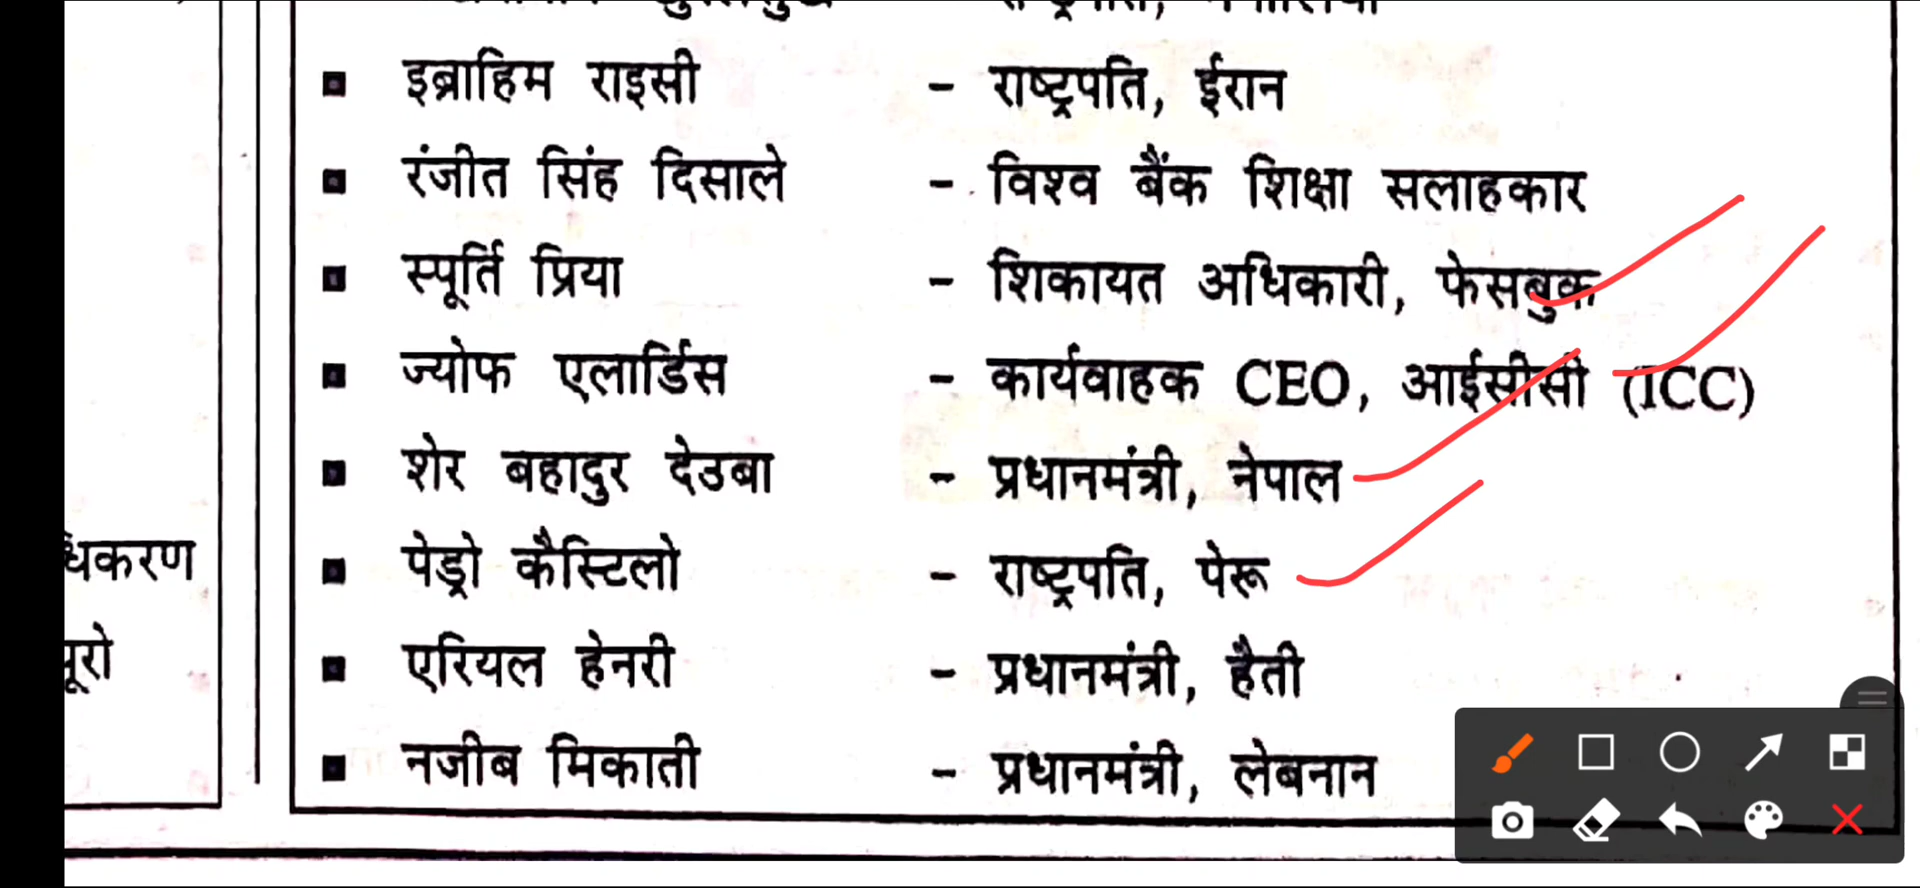 इब्राहिम राइसी – राष्ट्रपति, ईरान
रंजीत सिंह दिसाले – विश्व बैंक शिक्षा सलाहकार
स्पूर्ति प्रिया – शिकायत अधिकारी, फेसबुक
ज्योफ एलार्डिस – कार्यवाहक CEO, आईसीसी (ICC)
शेर बहादुर देउबा – प्रधानमंत्री, नेपाल
पेड्रो कैस्टिलो – राष्ट्रपति, पेरू
एरियल हेनरी – प्रधानमंत्री, हैती
नजीब मिकाती – प्रधानमंत्री, लेबनान